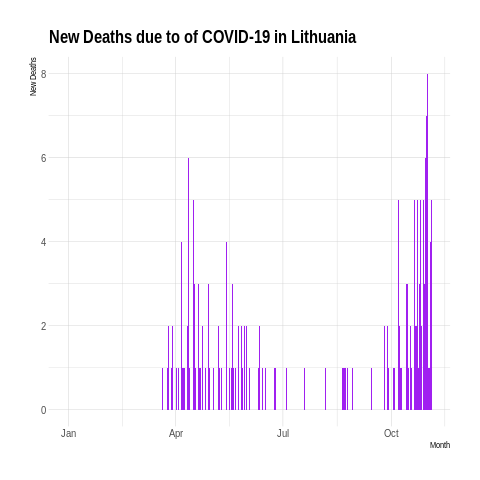 New Deaths due to of COVID-19 in Lithuania
New Deaths
8
6
4
2
0
Jan Apr Jul Oct
Month